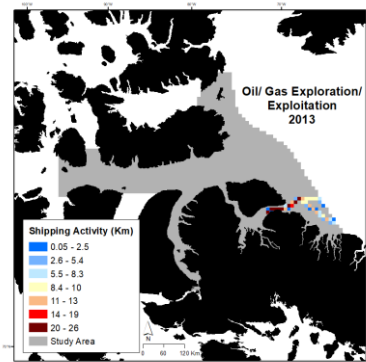 Oil/ Gas Exploration/
Exploitation
2013
Shipping Activity (Km)
0.05 - 2.5
2.6 - 5.4
5.5 - 8.3
8.4 - 10
11 - 13
14 - 19
20 - 26
Study Area
N
0 60 120 Km